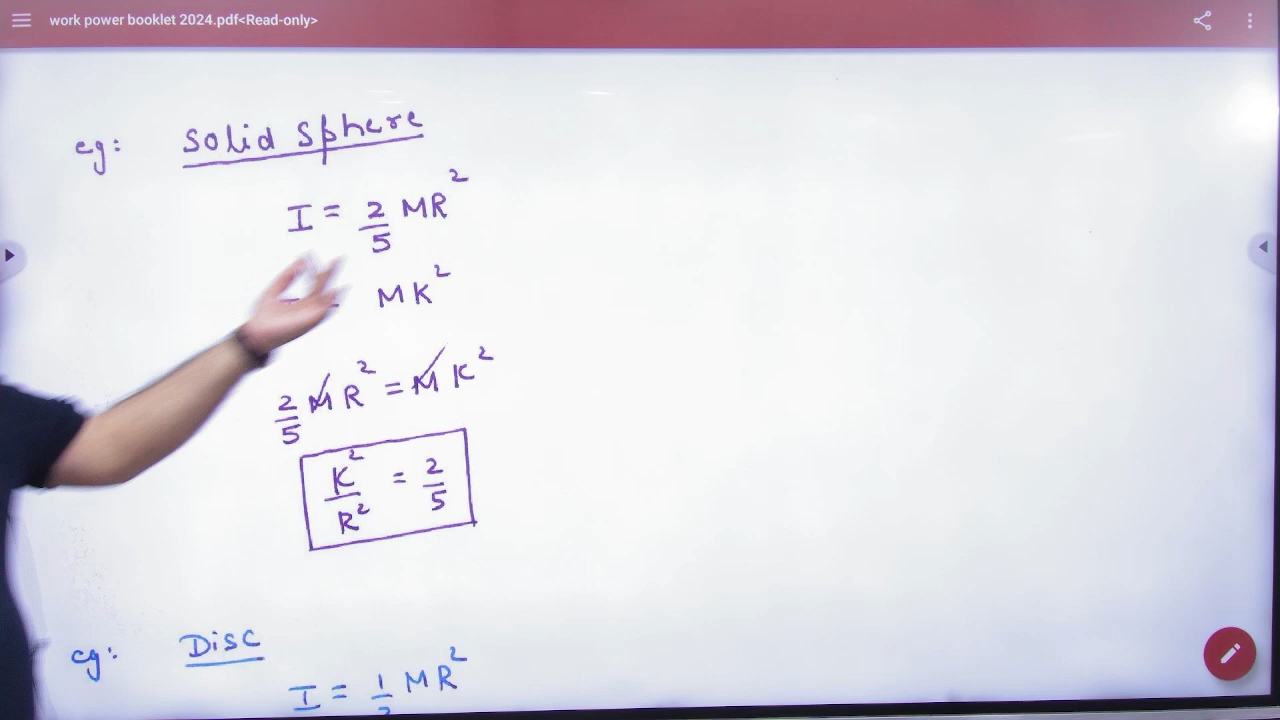 work power booklet 2024.pdf<Read-only>
eg: Solid Sphere
I = 2/5 MR²
= MK²
2/5 MR² = MK²
K²/R² = 2/5
eg: Disc
I = 1/2 MR²